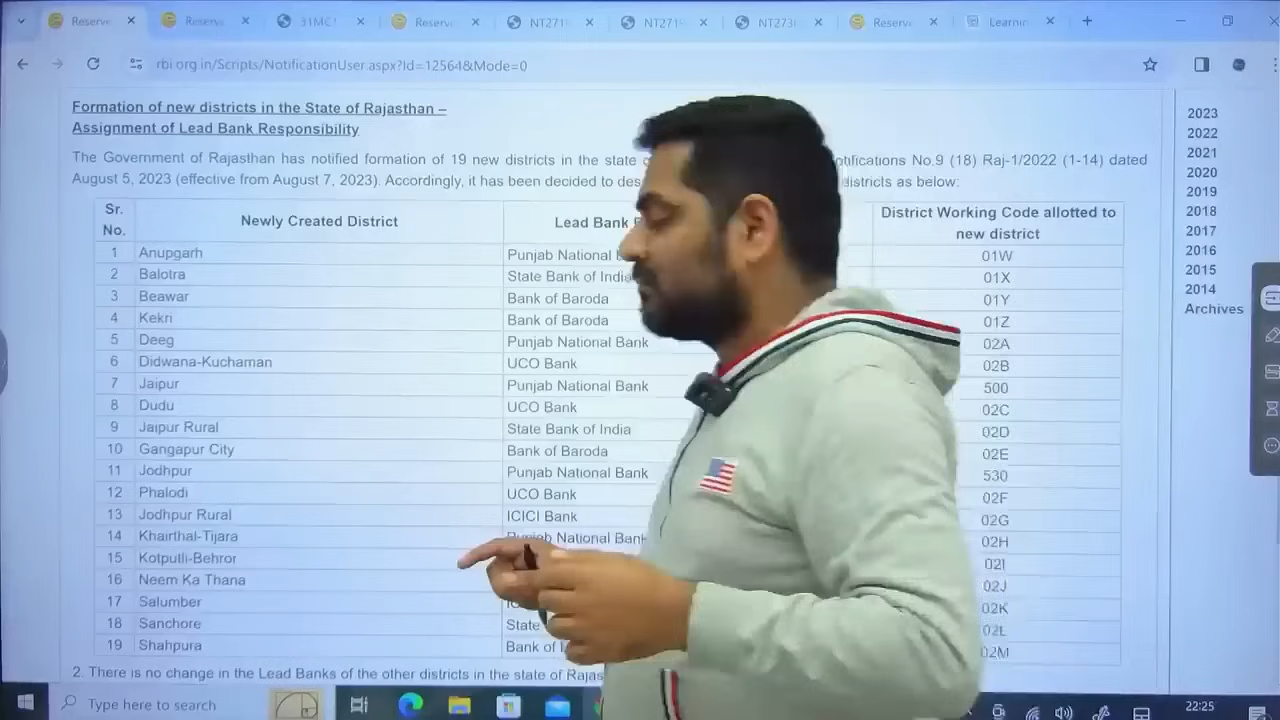 Reserve
Reserve
31MC
Reserve
NT271
NT271
NT273
Reserve
Learnin
rbi.org.in/Scripts/NotificationUser.aspx?Id=12564&Mode=0
Formation of new districts in the State of Rajasthan –
Assignment of Lead Bank Responsibility
The Government of Rajasthan has notified formation of 19 new districts in the state No.9 (18) Raj-1/2022 (1-14) dated
August 5, 2023 (effective from August 7, 2023). Accordingly, it has been decided to districts as below:
Sr. No. Newly Created District Lead Bank District Working Code allotted to new district
1 Anupgarh Punjab National 01W
2 Balotra State Bank of India 01X
3 Beawar Bank of Baroda 01Y
4 Kekri Bank of Baroda 01Z
5 Deeg Punjab National Bank 02A
6 Didwana-Kuchaman UCO Bank 02B
7 Jaipur Punjab National Bank 500
8 Dudu UCO Bank 02C
9 Jaipur Rural State Bank of India 02D
10 Gangapur City Bank of Baroda 02E
11 Jodhpur Punjab National Bank 530
12 Phalodi UCO Bank 02F
13 Jodhpur Rural ICICI Bank 02G
14 Khairthal-Tijara Punjab National Bank 02H
15 Kotputli-Behror 02I
16 Neem Ka Thana 02J
17 Salumber 02K
18 Sanchore State 02L
19 Shahpura Bank of 02M
2. There is no change in the Lead Banks of the other districts in the state of
2023
2022
2021
2020
2019
2018
2017
2016
2015
2014
Archives
Type here to search
22:25